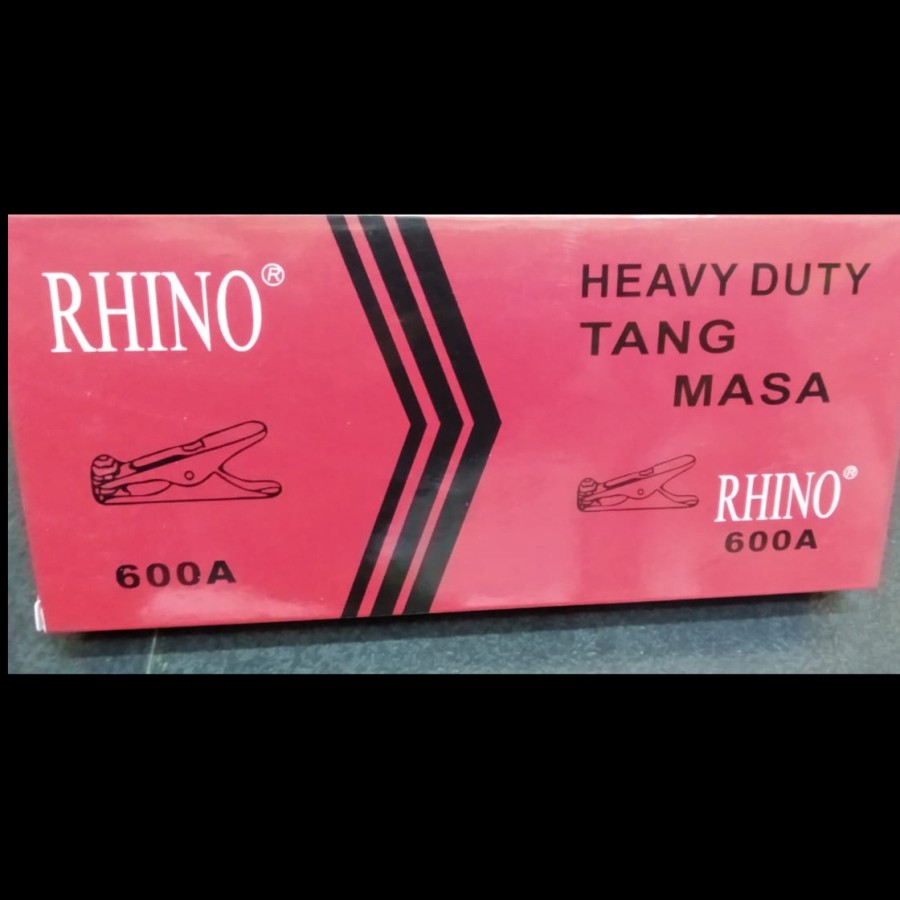 RHINO®
600A
HEAVY DUTY
TANG
MASA
RHINO®
600A